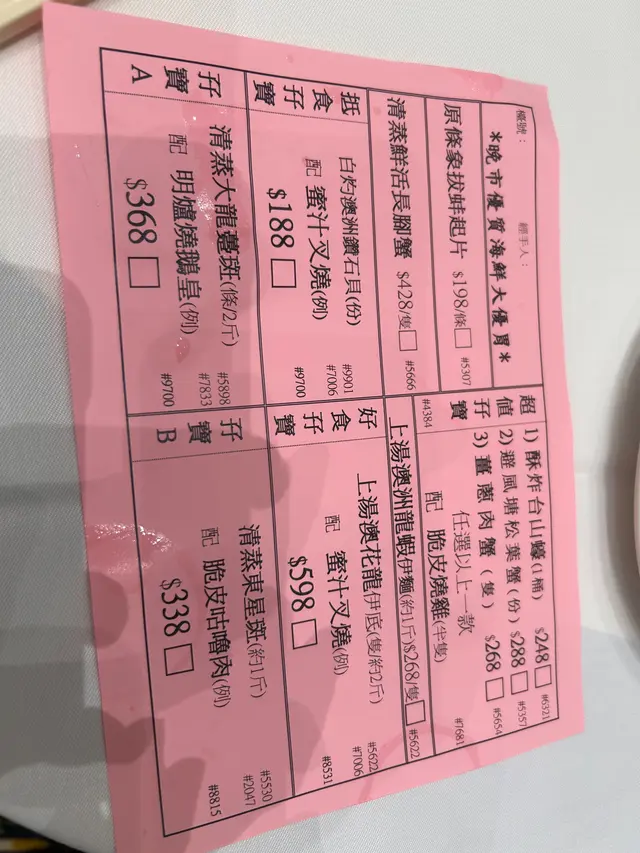 檯號： 經手人：
*晚市優質海鮮大優惠*
原條象拔蚌起片 $198/條□ #5307
清蒸鮮活長腳蟹 $428/隻□ #5666
抵食孖寶
白灼澳洲鑽石貝(份) #9901
配 蜜汁叉燒(例) #7006
$188 □ #9700
孖寶A
清蒸大龍躉斑(條/2斤) #5898
配 明爐燒鵝皇(例) #7833
$368 □ #9700
超值孖寶
1) 酥炸台山蠔(1桶) $248□ #6321
2) 避風塘松葉蟹(份) $288□ #5357
3) 薑蔥肉蟹(隻) $268□ #5654
任選以上一款
配 脆皮燒雞(半隻) #7681
#4384
上湯澳洲龍蝦伊麵(約1斤)$268/隻□ #5622
好食孖寶
上湯澳花龍伊底(隻約2斤) #5622
配 蜜汁叉燒(例) #7006
$598 □ #8531
孖寶B
清蒸東星斑(約1斤) #5530
配 脆皮咕嚕肉(例) #2047
$338 □ #8815